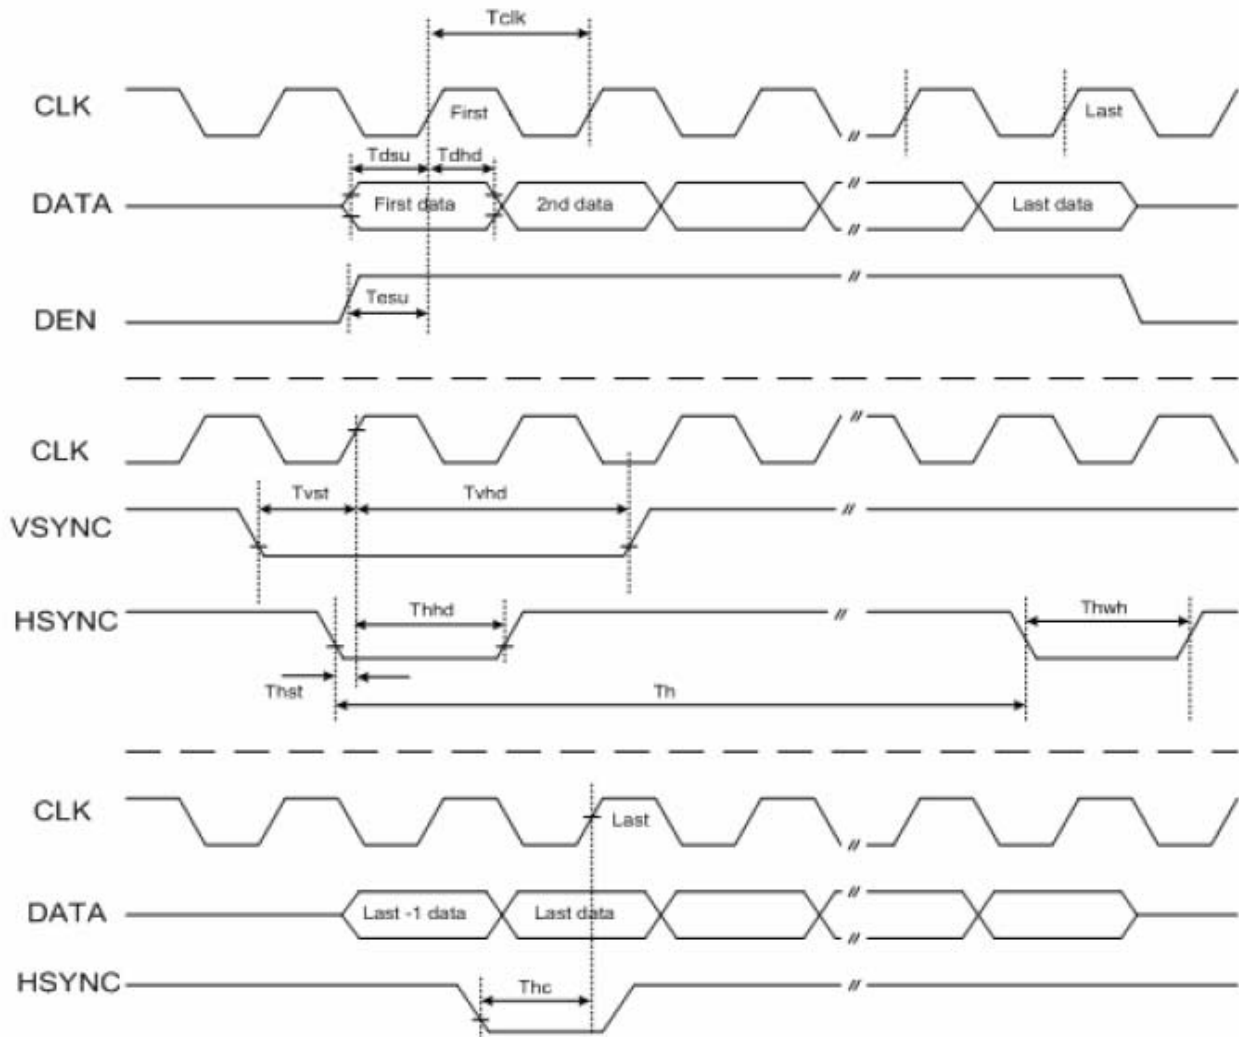 Tclk
CLK
First
Last
Tdsu
Tdhd
DATA
First data
2nd data
Last data
Tesu
DEN
CLK
Tvst
Tvhd
VSYNC
HSYNC
Thhd
Thwh
Thst
Th
CLK
Last
DATA
Last -1 data
Last data
HSYNC
Thc